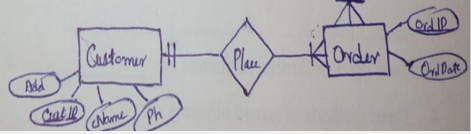 Customer
Place
Order
OrdID
OrdDate
Add
CustID
cName
Ph